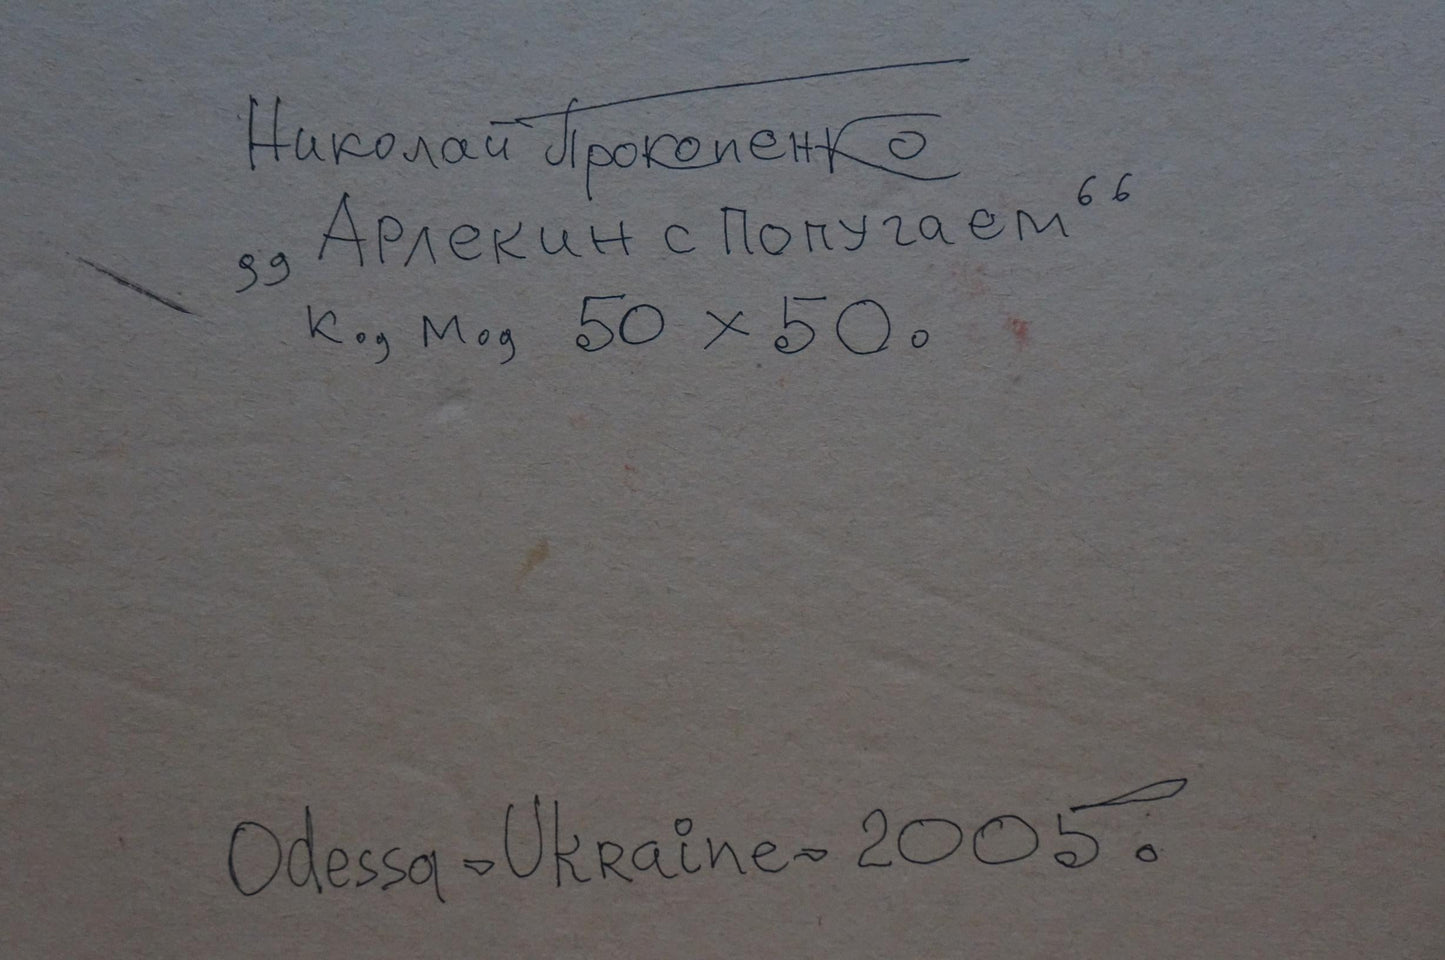 Николай Прокопенко
„Арлекин с Попугаем“
К.д М.д 50 x 50.
Odessa - Ukraine - 2005.